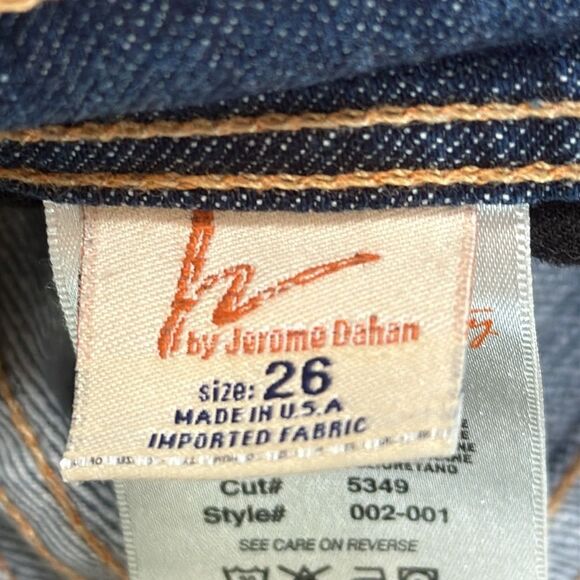 by Jerome Dahan
size: 26
MADE IN U.S.A
IMPORTED FABRIC
Cut# 5349
Style# 002-001
SEE CARE ON REVERSE